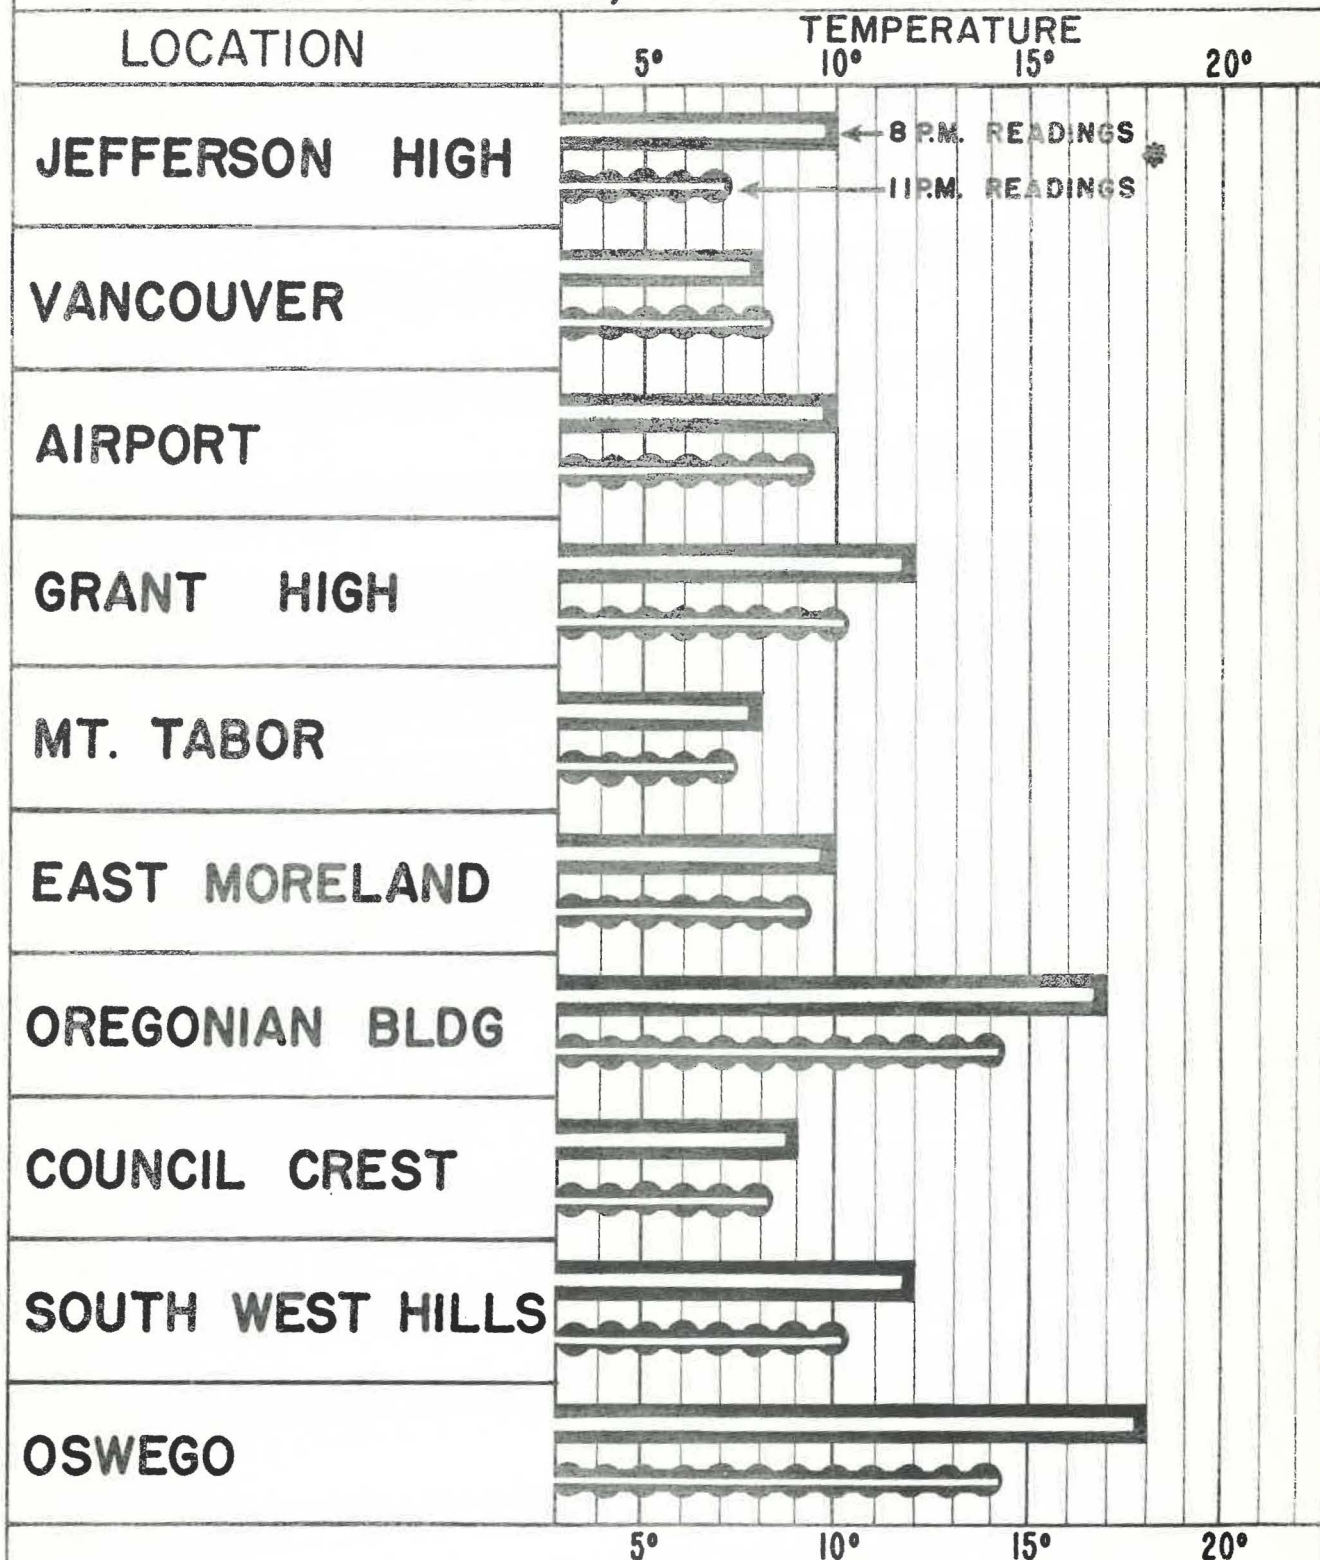 TEMPERATURE
LOCATION 5° 10° 15° 20°
JEFFERSON HIGH
8 P.M. READINGS
11 P.M. READINGS
VANCOUVER
AIRPORT
GRANT HIGH
MT. TABOR
EAST MORELAND
OREGONIAN BLDG
COUNCIL CREST
SOUTH WEST HILLS
OSWEGO
5° 10° 15° 20°